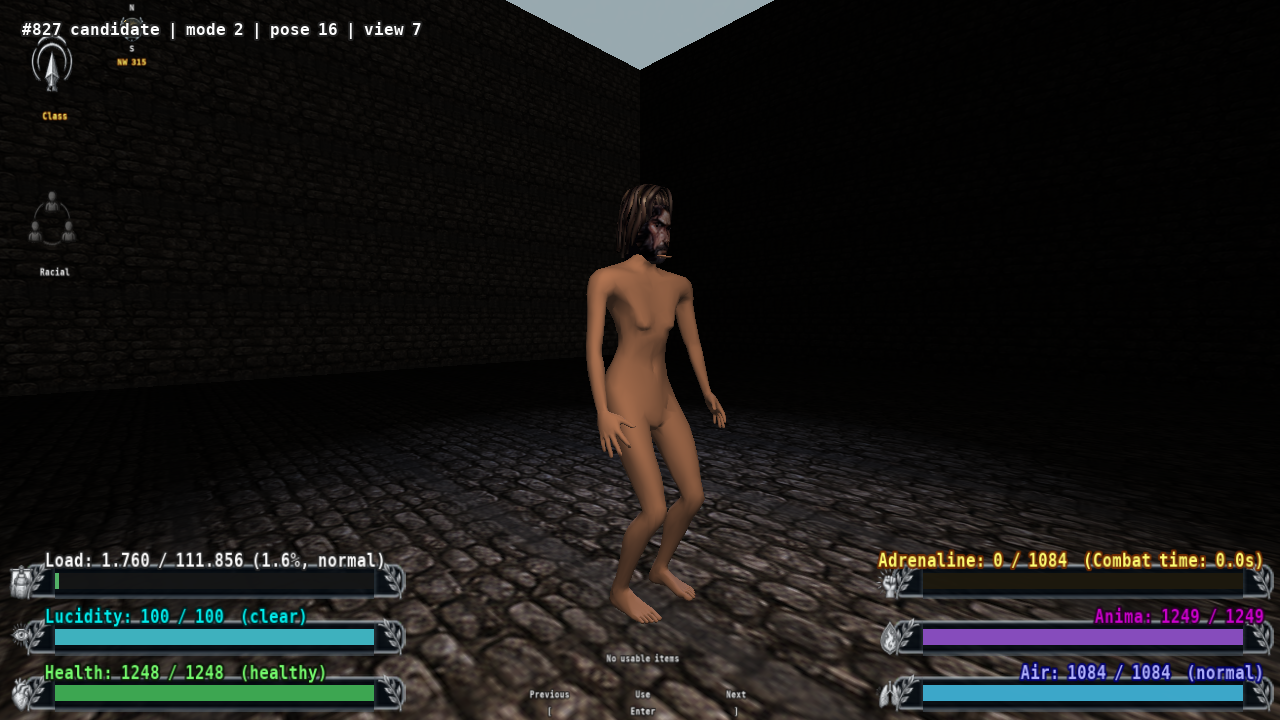 #827 candidate | mode 2 | pose 16 | view 7
N
S
NW 315
Class
Racial
Load: 1.760 / 111.856 (1.6%, normal)
Lucidity: 100 / 100 (clear)
Health: 1248 / 1248 (healthy)
Adrenaline: 0 / 1084 (Combat time: 0.0s)
Anima: 1249 / 1249
Air: 1084 / 1084 (normal)
No usable items
Previous Use Next
[ Enter ]